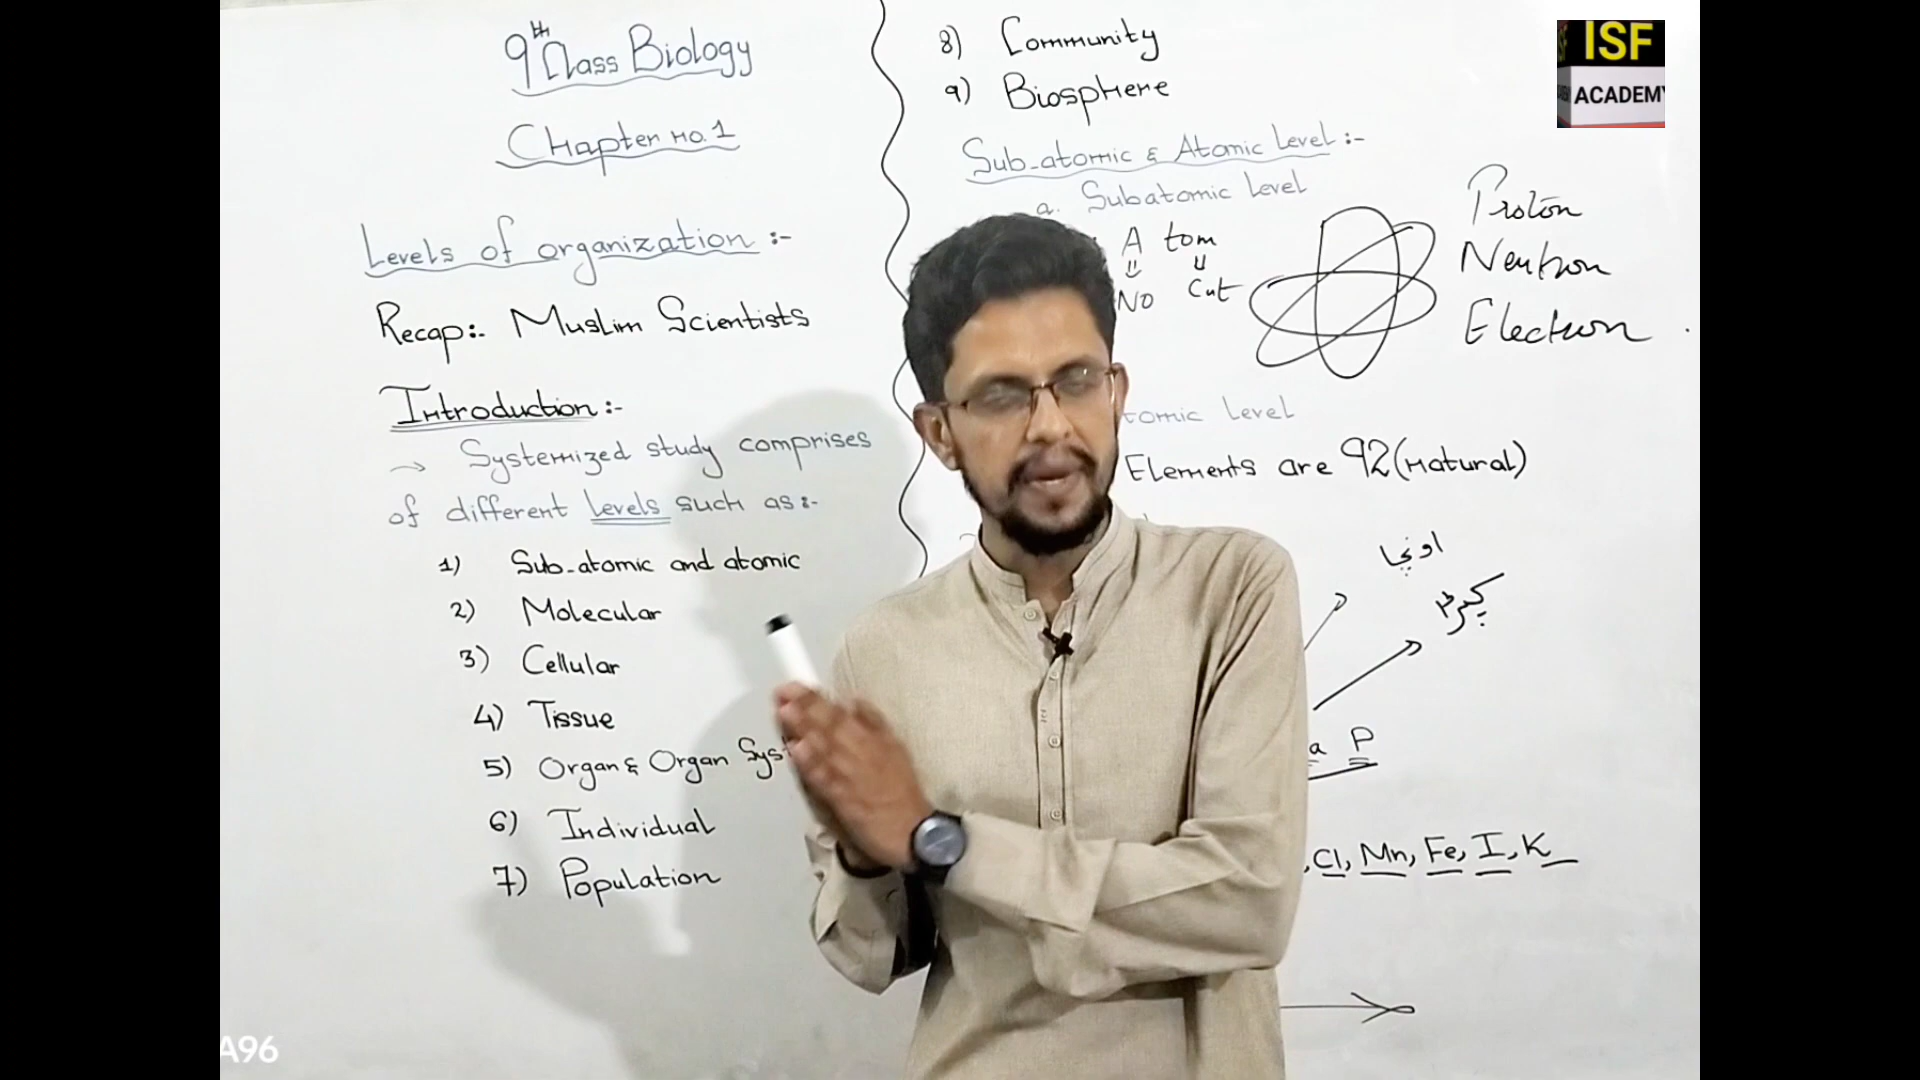 9th Class Biology
Chapter no. 1
Levels of organization :-
Recap:- Muslim Scientists
Introduction :-
→ Systemized study comprises
of different levels such as:-
1) Sub-atomic and atomic
2) Molecular
3) Cellular
4) Tissue
5) Organ & Organ Syst
6) Individual
7) Population
8) Community
9) Biosphere
Sub-atomic & Atomic Level :-
a. Subatomic Level
A tom
NO Cut
Proton
Neutron
Electron
tomic Level
Elements are 92 (natural)
اونچا
a P
, Cl, Mn, Fe, I, K
ISF
ACADEMY
A96